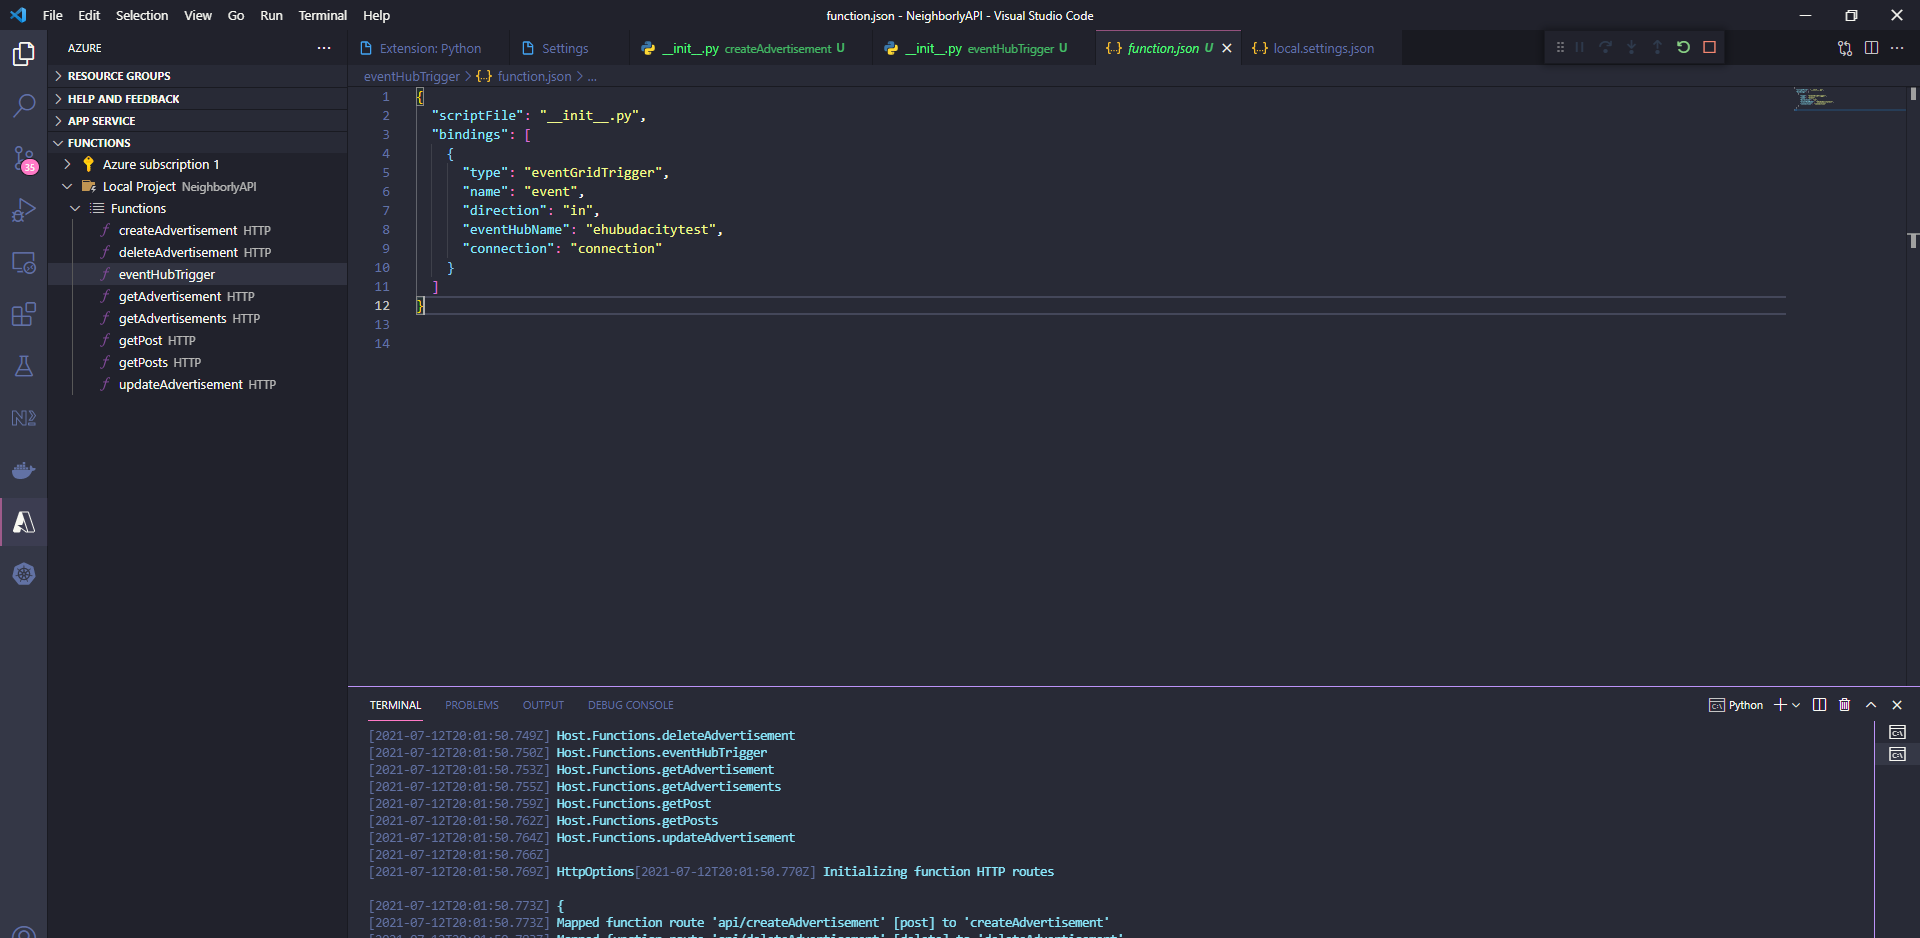 File Edit Selection View Go Run Terminal Help
function.json - NeighborlyAPI - Visual Studio Code
AZURE
RESOURCE GROUPS
HELP AND FEEDBACK
APP SERVICE
FUNCTIONS
Azure subscription 1
Local Project NeighborlyAPI
Functions
createAdvertisement HTTP
deleteAdvertisement HTTP
eventHubTrigger
getAdvertisement HTTP
getAdvertisements HTTP
getPost HTTP
getPosts HTTP
updateAdvertisement HTTP
35
Extension: Python Settings __init__.py createAdvertisement U __init__.py eventHubTrigger U {..} function.json U {..} local.settings.json
eventHubTrigger > {..} function.json > ...
1 {
2 "scriptFile": "__init__.py",
3 "bindings": [
4 {
5 "type": "eventGridTrigger",
6 "name": "event",
7 "direction": "in",
8 "eventHubName": "ehubudacitytest",
9 "connection": "connection"
10 }
11 ]
12 }
13
14
TERMINAL PROBLEMS OUTPUT DEBUG CONSOLE
Python
[2021-07-12T20:01:50.749Z] Host.Functions.deleteAdvertisement
[2021-07-12T20:01:50.750Z] Host.Functions.eventHubTrigger
[2021-07-12T20:01:50.753Z] Host.Functions.getAdvertisement
[2021-07-12T20:01:50.755Z] Host.Functions.getAdvertisements
[2021-07-12T20:01:50.759Z] Host.Functions.getPost
[2021-07-12T20:01:50.762Z] Host.Functions.getPosts
[2021-07-12T20:01:50.764Z] Host.Functions.updateAdvertisement
[2021-07-12T20:01:50.766Z]
[2021-07-12T20:01:50.769Z] HttpOptions[2021-07-12T20:01:50.770Z] Initializing function HTTP routes
[2021-07-12T20:01:50.773Z] {
[2021-07-12T20:01:50.773Z] Mapped function route 'api/createAdvertisement' [post] to 'createAdvertisement'